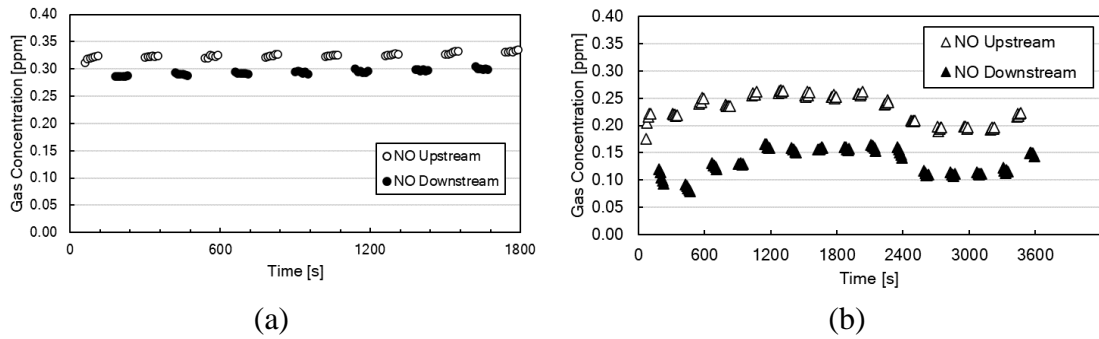 0.40
0.35
0.30
0.25
0.20
0.15
0.10
0.05
0.00
Gas Concentration [ppm]
NO Upstream
NO Downstream
0 600 1200 1800
Time [s]
(a)
0.40
0.35
0.30
0.25
0.20
0.15
0.10
0.05
0.00
Gas Concentration [ppm]
NO Upstream
NO Downstream
0 600 1200 1800 2400 3000 3600
Time [s]
(b)